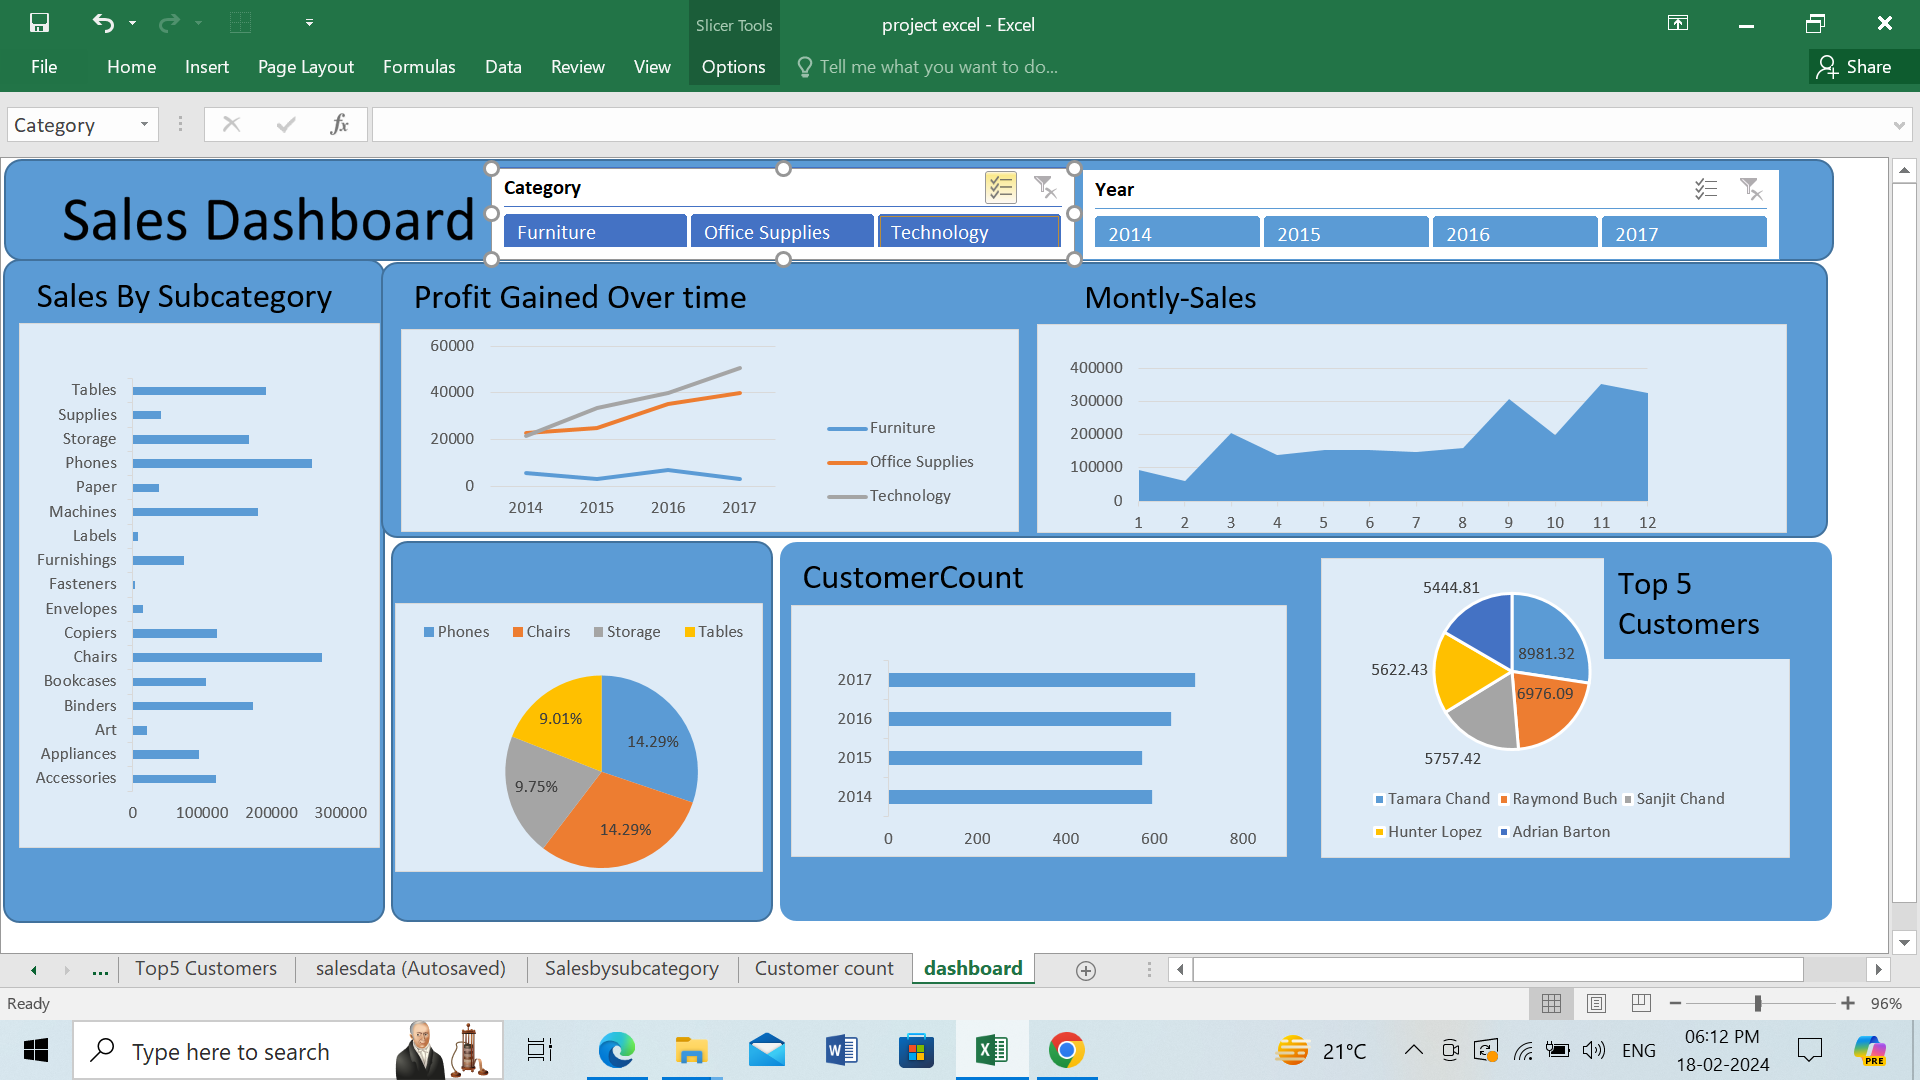 Slicer Tools
project excel - Excel
File
Home
Insert
Page Layout
Formulas
Data
Review
View
Options
Tell me what you want to do...
Share
Category
fx
Sales Dashboard
Category
Furniture
Office Supplies
Technology
Year
2014
2015
2016
2017
Sales By Subcategory
Tables
Supplies
Storage
Phones
Paper
Machines
Labels
Furnishings
Fasteners
Envelopes
Copiers
Chairs
Bookcases
Binders
Art
Appliances
Accessories
0 100000 200000 300000
Profit Gained Over time
60000
40000
20000
0
2014 2015 2016 2017
Furniture
Office Supplies
Technology
Montly-Sales
400000
300000
200000
100000
0
1 2 3 4 5 6 7 8 9 10 11 12
Phones Chairs Storage Tables
9.01%
14.29%
9.75%
14.29%
CustomerCount
2017
2016
2015
2014
0 200 400 600 800
Top 5
Customers
5444.81
8981.32
5622.43
6976.09
5757.42
Tamara Chand Raymond Buch Sanjit Chand
Hunter Lopez Adrian Barton
...
Top5 Customers
salesdata (Autosaved)
Salesbysubcategory
Customer count
dashboard
Ready
96%
Type here to search
21°C
ENG
06:12 PM
18-02-2024
PRE